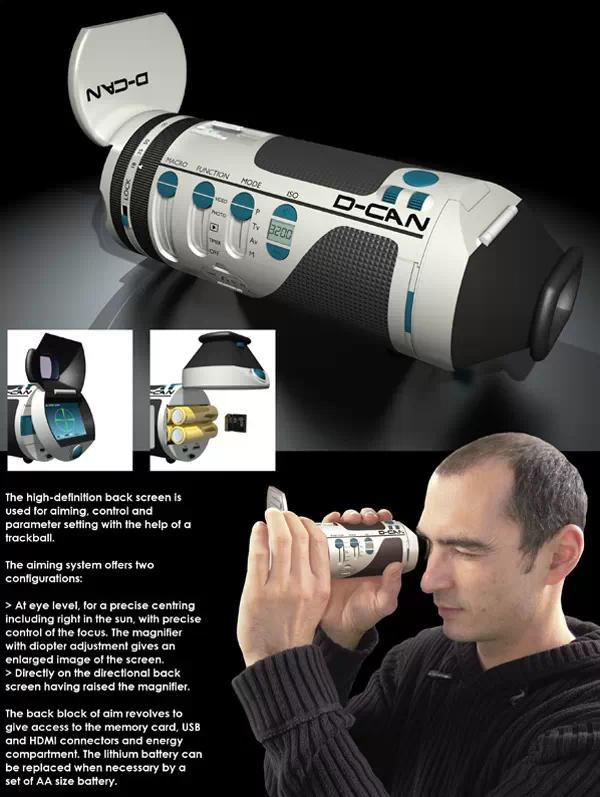 D-CAN
LOCK
MACRO FUNCTION MODE ISO
D-CAN
VIDEO
PHOTO
TIMER
OFF
P
Tv
Av
M
3200
D-CAN
The high-definition back screen is
used for aiming, control and
parameter setting with the help of a
trackball.
The aiming system offers two
configurations:
> At eye level, for a precise centring
including right in the sun, with precise
control of the focus. The magnifier
with diopter adjustment gives an
enlarged image of the screen.
> Directly on the directional back
screen having raised the magnifier.
The back block of aim revolves to
give access to the memory card, USB
and HDMI connectors and energy
compartment. The lithium battery can
be replaced when necessary by a
set of AA size battery.